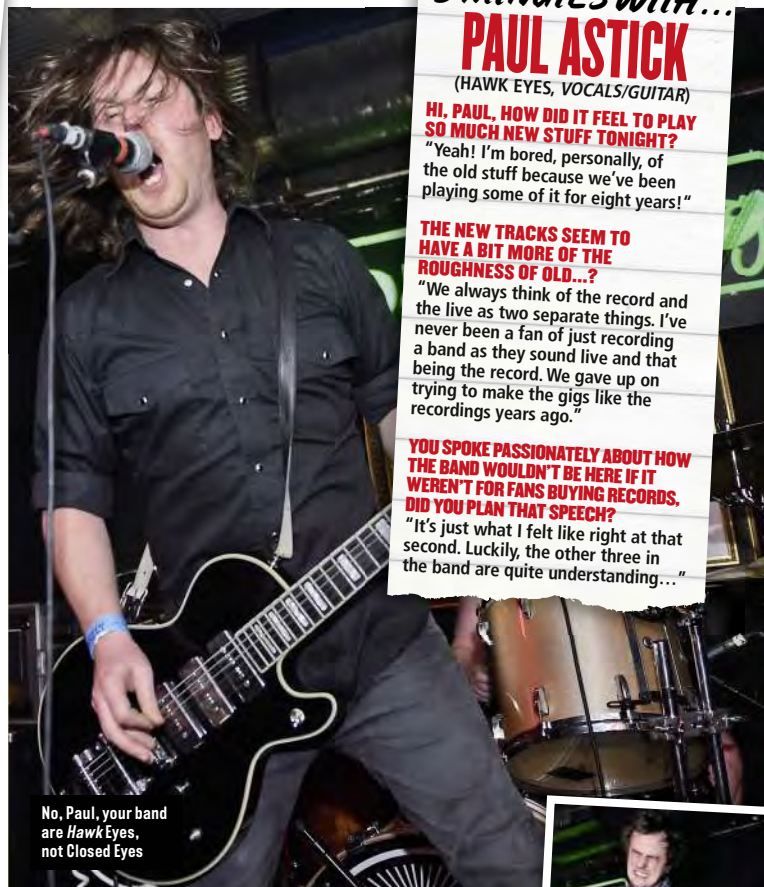 WITH...
PAUL ASTICK
(HAWK EYES, VOCALS/GUITAR)
HI, PAUL, HOW DID IT FEEL TO PLAY
SO MUCH NEW STUFF TONIGHT?
"Yeah! I'm bored, personally, of
the old stuff because we've been
playing some of it for eight years!"
THE NEW TRACKS SEEM TO
HAVE A BIT MORE OF THE
ROUGHNESS OF OLD...?
"We always think of the record and
the live as two separate things. I've
never been a fan of just recording
a band as they sound live and that
being the record. We gave up on
trying to make the gigs like the
recordings years ago."
YOU SPOKE PASSIONATELY ABOUT HOW
THE BAND WOULDN'T BE HERE IF IT
WEREN'T FOR FANS BUYING RECORDS,
DID YOU PLAN THAT SPEECH?
"It's just what I felt like right at that
second. Luckily, the other three in
the band are quite understanding..."
No, Paul, your band
are Hawk Eyes,
not Closed Eyes